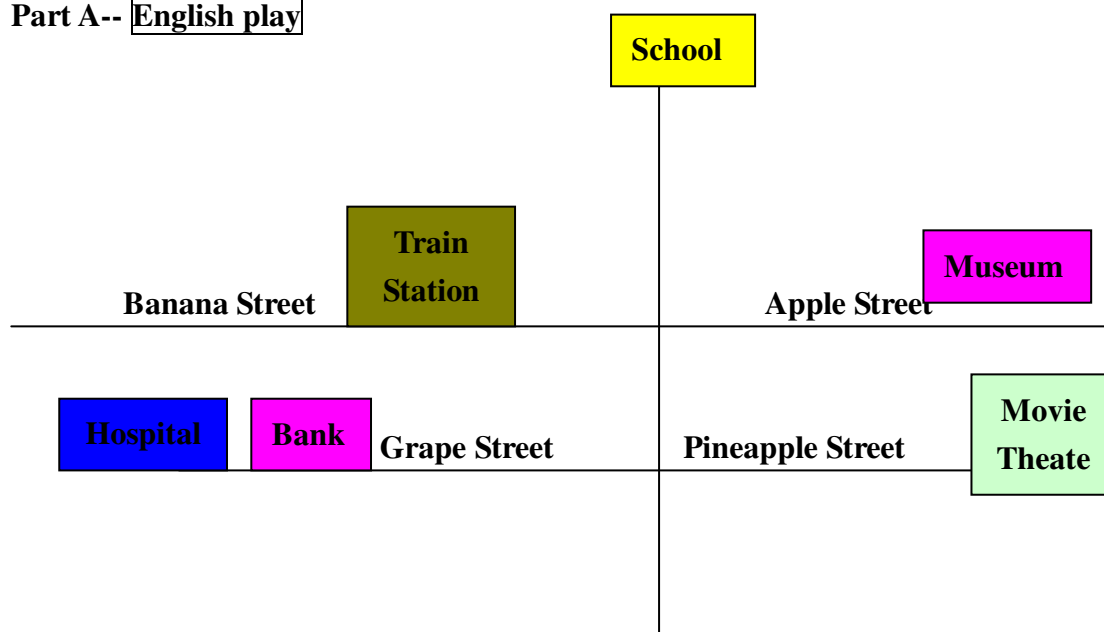 Part A-- English play
School
Train
Station
Museum
Banana Street
Apple Street
Hospital
Bank
Grape Street
Pineapple Street
Movie
Theate